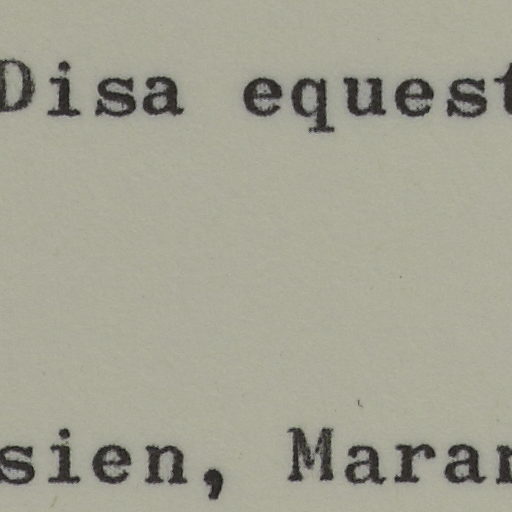 Disa equest
sien, Maran